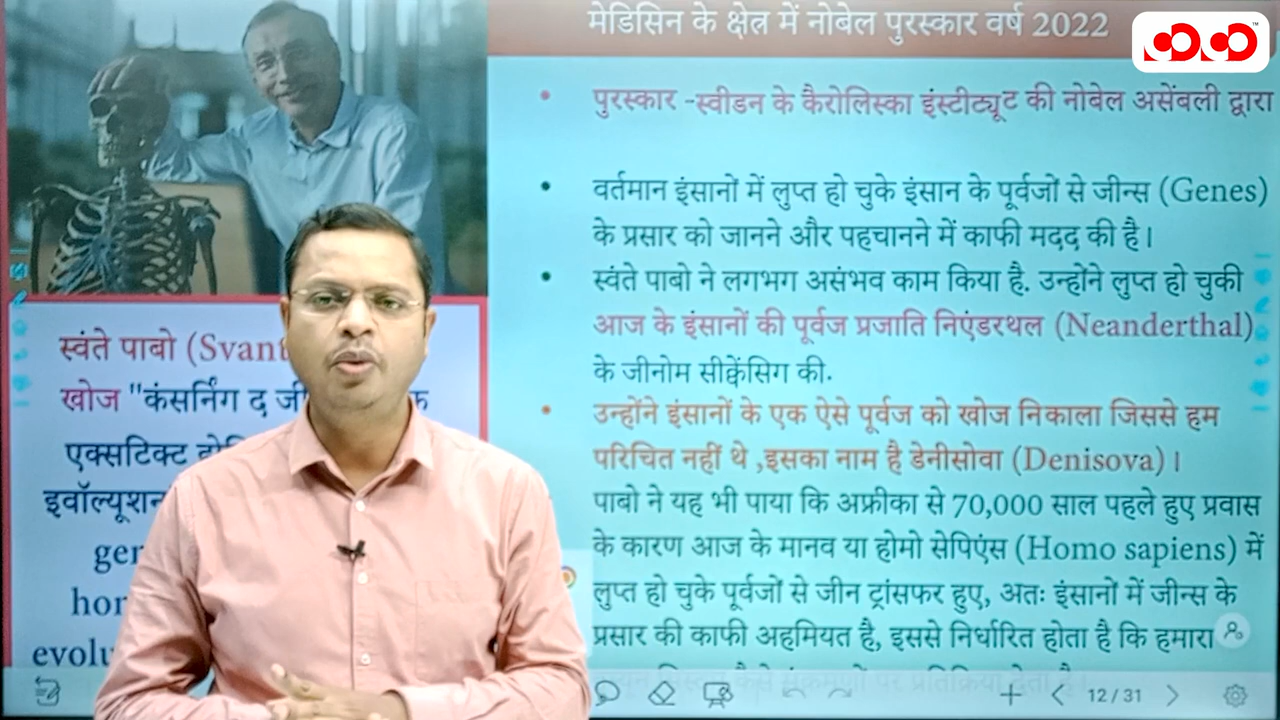 मेडिसिन के क्षेत्र में नोबेल पुरस्कार वर्ष 2022
पुरस्कार -स्वीडन के कैरोलिस्का इंस्टीट्यूट की नोबेल असेंबली द्वारा
वर्तमान इंसानों में लुप्त हो चुके इंसान के पूर्वजों से जीन्स (Genes)
के प्रसार को जानने और पहचानने में काफी मदद की है।
स्वंते पाबो ने लगभग असंभव काम किया है. उन्होंने लुप्त हो चुकी
आज के इंसानों की पूर्वज प्रजाति निएंडरथल (Neanderthal)
के जीनोम सीक्वेंसिग की.
उन्होंने इंसानों के एक ऐसे पूर्वज को खोज निकाला जिससे हम
परिचित नहीं थे ,इसका नाम है डेनीसोवा (Denisova)।
पाबो ने यह भी पाया कि अफ्रीका से 70,000 साल पहले हुए प्रवास
के कारण आज के मानव या होमो सेपिएंस (Homo sapiens) में
लुप्त हो चुके पूर्वजों से जीन ट्रांसफर हुए, अतः इंसानों में जीन्स के
प्रसार की काफी अहमियत है, इससे निर्धारित होता है कि हमारा
प्रतिक्रिया देता है।
स्वंते पाबो (Svant
खोज "कंसर्निंग द जी
एक्सटिक्ट
इवॉल्यूशन
ger
hor
evolu
12/31